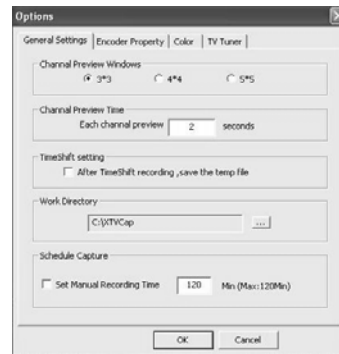 Options
General Settings Encoder Property Color TV Tuner
Channel Preview Windows
3*3 4*4 5*5
Channel Preview Time
Each channel preview 2 seconds
TimeShift setting
After TimeShift recording ,save the temp file
Work Directory
C:\XTVCap ...
Schedule Capture
Set Manual Recording Time 120 Min (Max:120Min)
OK Cancel